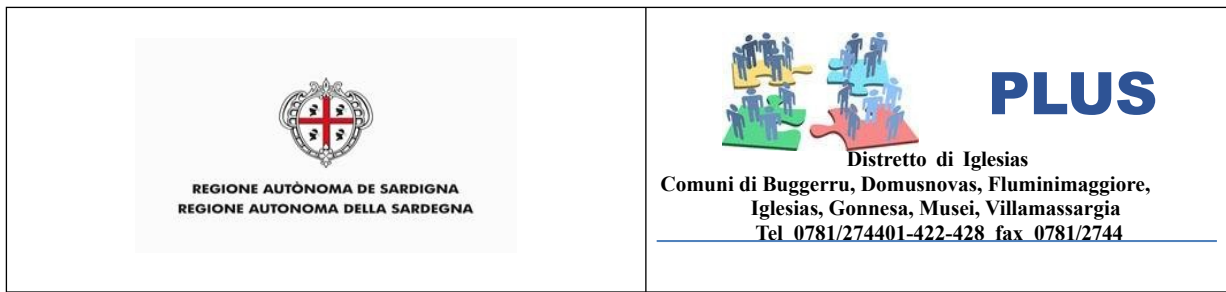 REGIONE AUTÒNOMA DE SARDIGNA
REGIONE AUTONOMA DELLA SARDEGNA
PLUS
Distretto di Iglesias
Comuni di Buggerru, Domusnovas, Fluminimaggiore,
Iglesias, Gonnesa, Musei, Villamassargia
Tel 0781/274401-422-428 fax 0781/2744